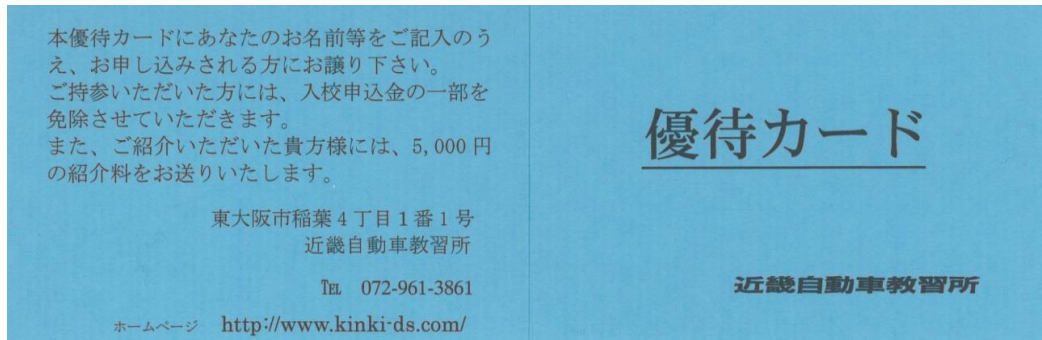 本優待カードにあなたのお名前等をご記入のう
え、お申し込みされる方にお譲り下さい。
ご持参いただいた方には、入校申込金の一部を
免除させていただきます。
また、ご紹介いただいた貴方様には、5,000 円
の紹介料をお送りいたします。
東大阪市稲葉４丁目１番１号
近畿自動車教習所
℡ 072-961-3861
ホームページ http://www.kinki-ds.com/
優待カード
近畿自動車教習所